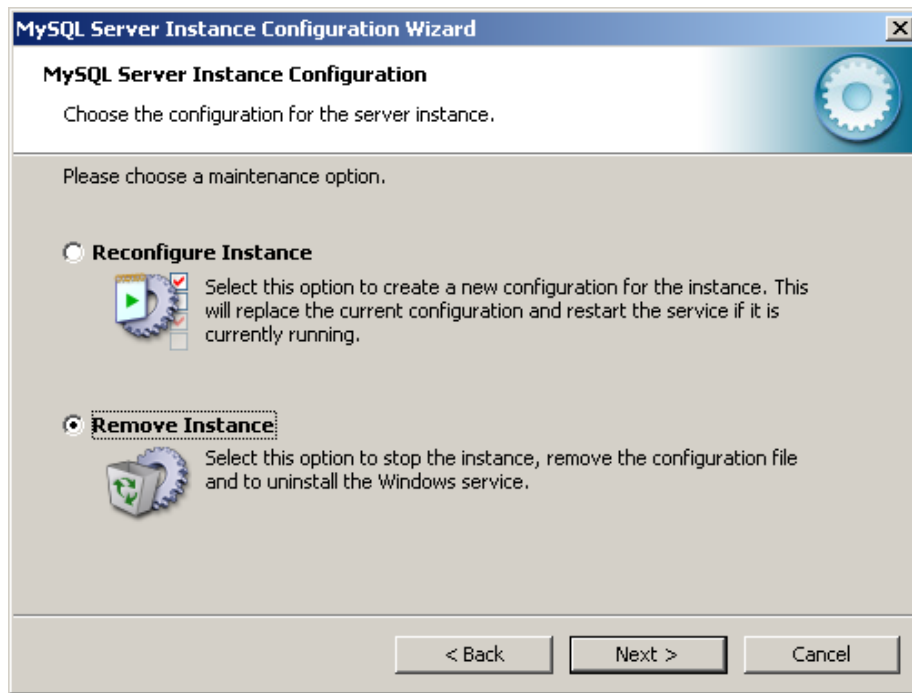 MySQL Server Instance Configuration Wizard
MySQL Server Instance Configuration
Choose the configuration for the server instance.
Please choose a maintenance option.
Reconfigure Instance
Select this option to create a new configuration for the instance. This
will replace the current configuration and restart the service if it is
currently running.
Remove Instance
Select this option to stop the instance, remove the configuration file
and to uninstall the Windows service.
< Back Next > Cancel